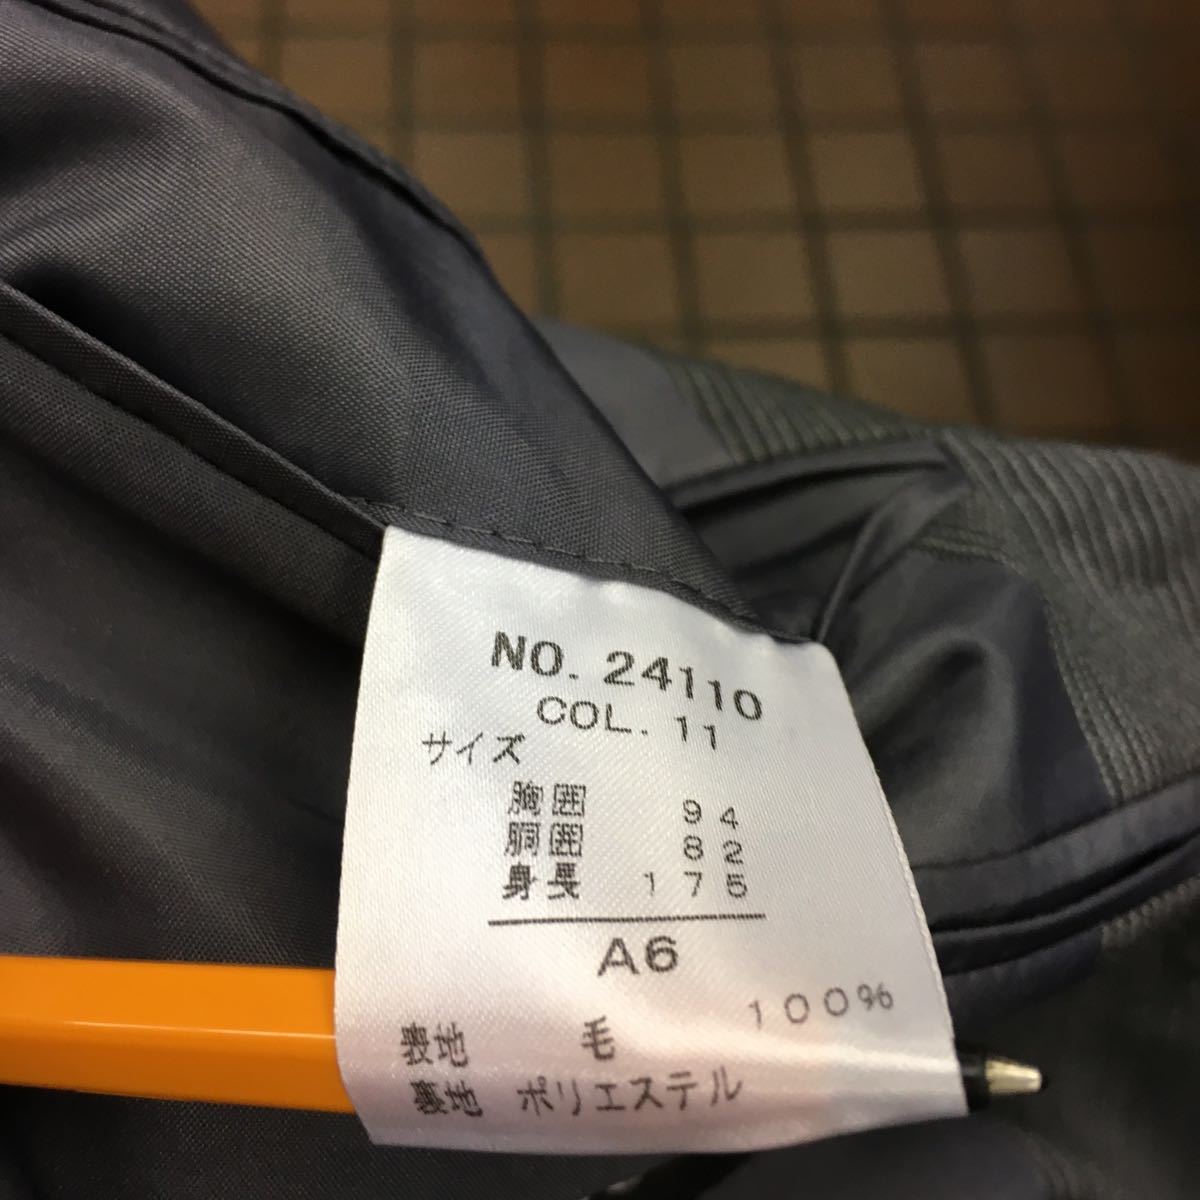 NO. 24110
COL. 11
サイズ
胸囲 94
胴囲 82
身長 175
A6
表地 毛 100%
裏地 ポリエステル